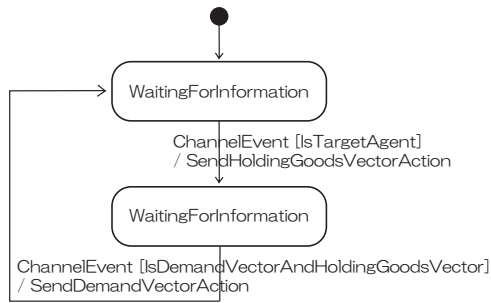 WaitingForInformation
ChannelEvent [IsTargetAgent]
/ SendHoldingGoodsVectorAction
WaitingForInformation
ChannelEvent [IsDemandVectorAndHoldingGoodsVector]
/ SendDemandVectorAction